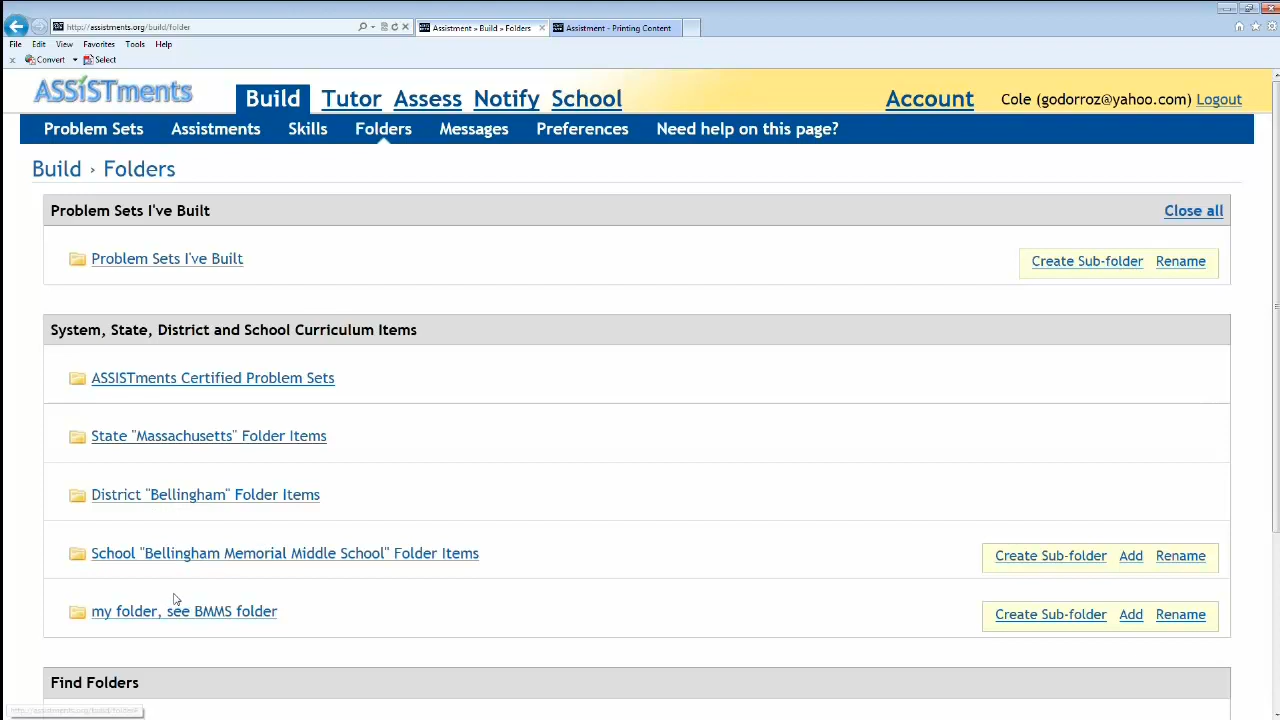 http://assistments.org/build/folder
Assistment » Build » Folders
Assistment - Printing Content
File Edit View Favorites Tools Help
Convert Select
ASSiSTments
Build Tutor Assess Notify School
Account Cole (godorroz@yahoo.com) Logout
Problem Sets Assistments Skills Folders Messages Preferences Need help on this page?
Build › Folders
Problem Sets I've Built Close all
Problem Sets I've Built Create Sub-folder Rename
System, State, District and School Curriculum Items
ASSISTments Certified Problem Sets
State "Massachusetts" Folder Items
District "Bellingham" Folder Items
School "Bellingham Memorial Middle School" Folder Items Create Sub-folder Add Rename
my folder, see BMMS folder Create Sub-folder Add Rename
Find Folders
http://assistments.org/build/folder#